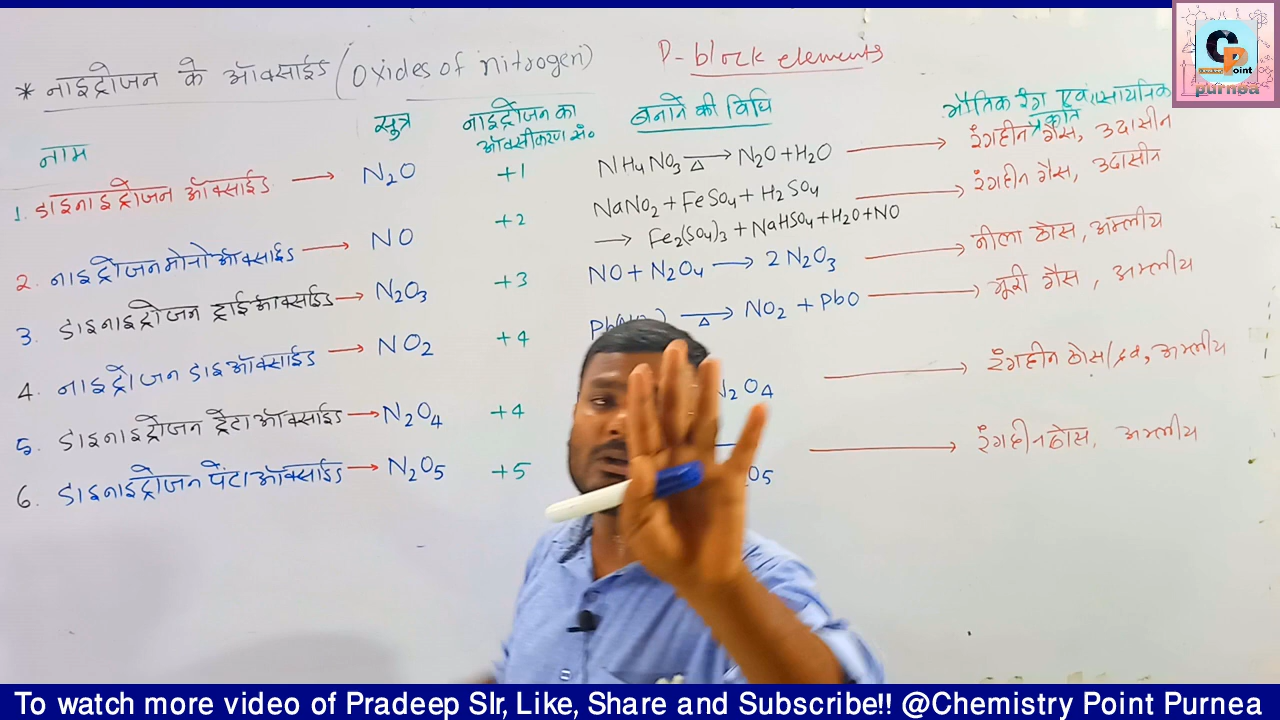 * नाइट्रोजन के ऑक्साइड (Oxides of nitrogen) P-block elements
CP
Point
purnea
नाम सुत्र नाइट्रोजन का ऑक्सीकरण सं० बनाने की विधि भौतिक रंग एवं रासायनिक प्रकृति
1. डाइनाइट्रोजन ऑक्साइड → N₂O +1 NH₄NO₃ →Δ N₂O + H₂O → रंगहीन गैस, उदासीन
2. नाइट्रोजन मोनोऑक्साइड → NO +2 NaNO₂ + FeSO₄ + H₂SO₄ → रंगहीन गैस, उदासीन
→ Fe₂(SO₄)₃ + NaHSO₄ + H₂O + NO
3. डाइनाइट्रोजन ट्राईऑक्साइड → N₂O₃ +3 NO + N₂O₄ → 2N₂O₃ → नीला ठोस, अम्लीय
4. नाइट्रोजन डाइऑक्साइड → NO₂ +4 →Δ NO₂ + PbO → भूरी गैस, अम्लीय
5. डाइनाइट्रोजन ट्रेटाऑक्साइड → N₂O₄ +4 N₂O₄ → रंगहीन ठोस/द्रव, अम्लीय
6. डाइनाइट्रोजन पेंटाऑक्साइड → N₂O₅ +5 O₅ → रंगहीन ठोस, अम्लीय
To watch more video of Pradeep SIr, Like, Share and Subscribe!! @Chemistry Point Purnea